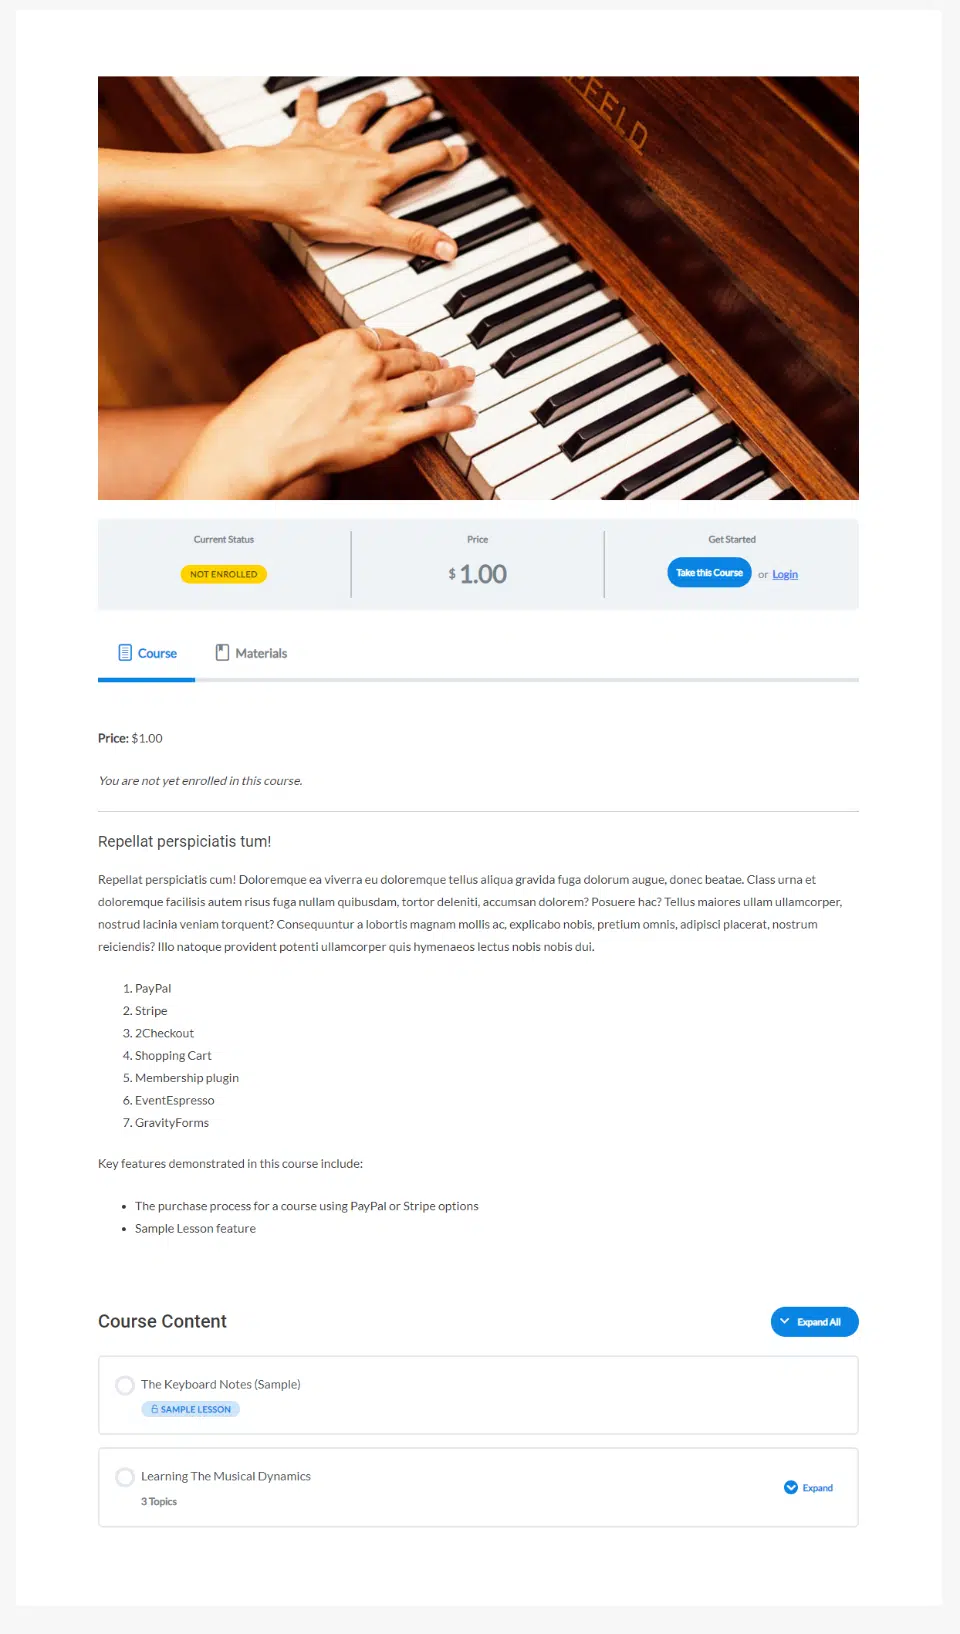 PFEELD
Current Status
Price
Get Started
NOT ENROLLED
$ 1.00
Take this Course or Login
Course
Materials
Price: $1.00
You are not yet enrolled in this course.
Repellat perspiciatis tum!
Repellat perspiciatis cum! Doloremque ea viverra eu doloremque tellus aliqua gravida fuga dolorum augue, donec beatae. Class urna et
doloremque facilisis autem risus fuga nullam quibusdam, tortor deleniti, accumsan dolorem? Posuere hac? Tellus maiores ullam ullamcorper,
nostrud lacinia veniam torquent? Consequuntur a lobortis magnam mollis ac, explicabo nobis, pretium omnis, adipisci placerat, nostrum
reiciendis? Illo natoque provident potenti ullamcorper quis hymenaeos lectus nobis nobis dui.
1. PayPal
2. Stripe
3. 2Checkout
4. Shopping Cart
5. Membership plugin
6. EventEspresso
7. GravityForms
Key features demonstrated in this course include:
• The purchase process for a course using PayPal or Stripe options
• Sample Lesson feature
Course Content
Expand All
The Keyboard Notes (Sample)
SAMPLE LESSON
Learning The Musical Dynamics
3 Topics
Expand